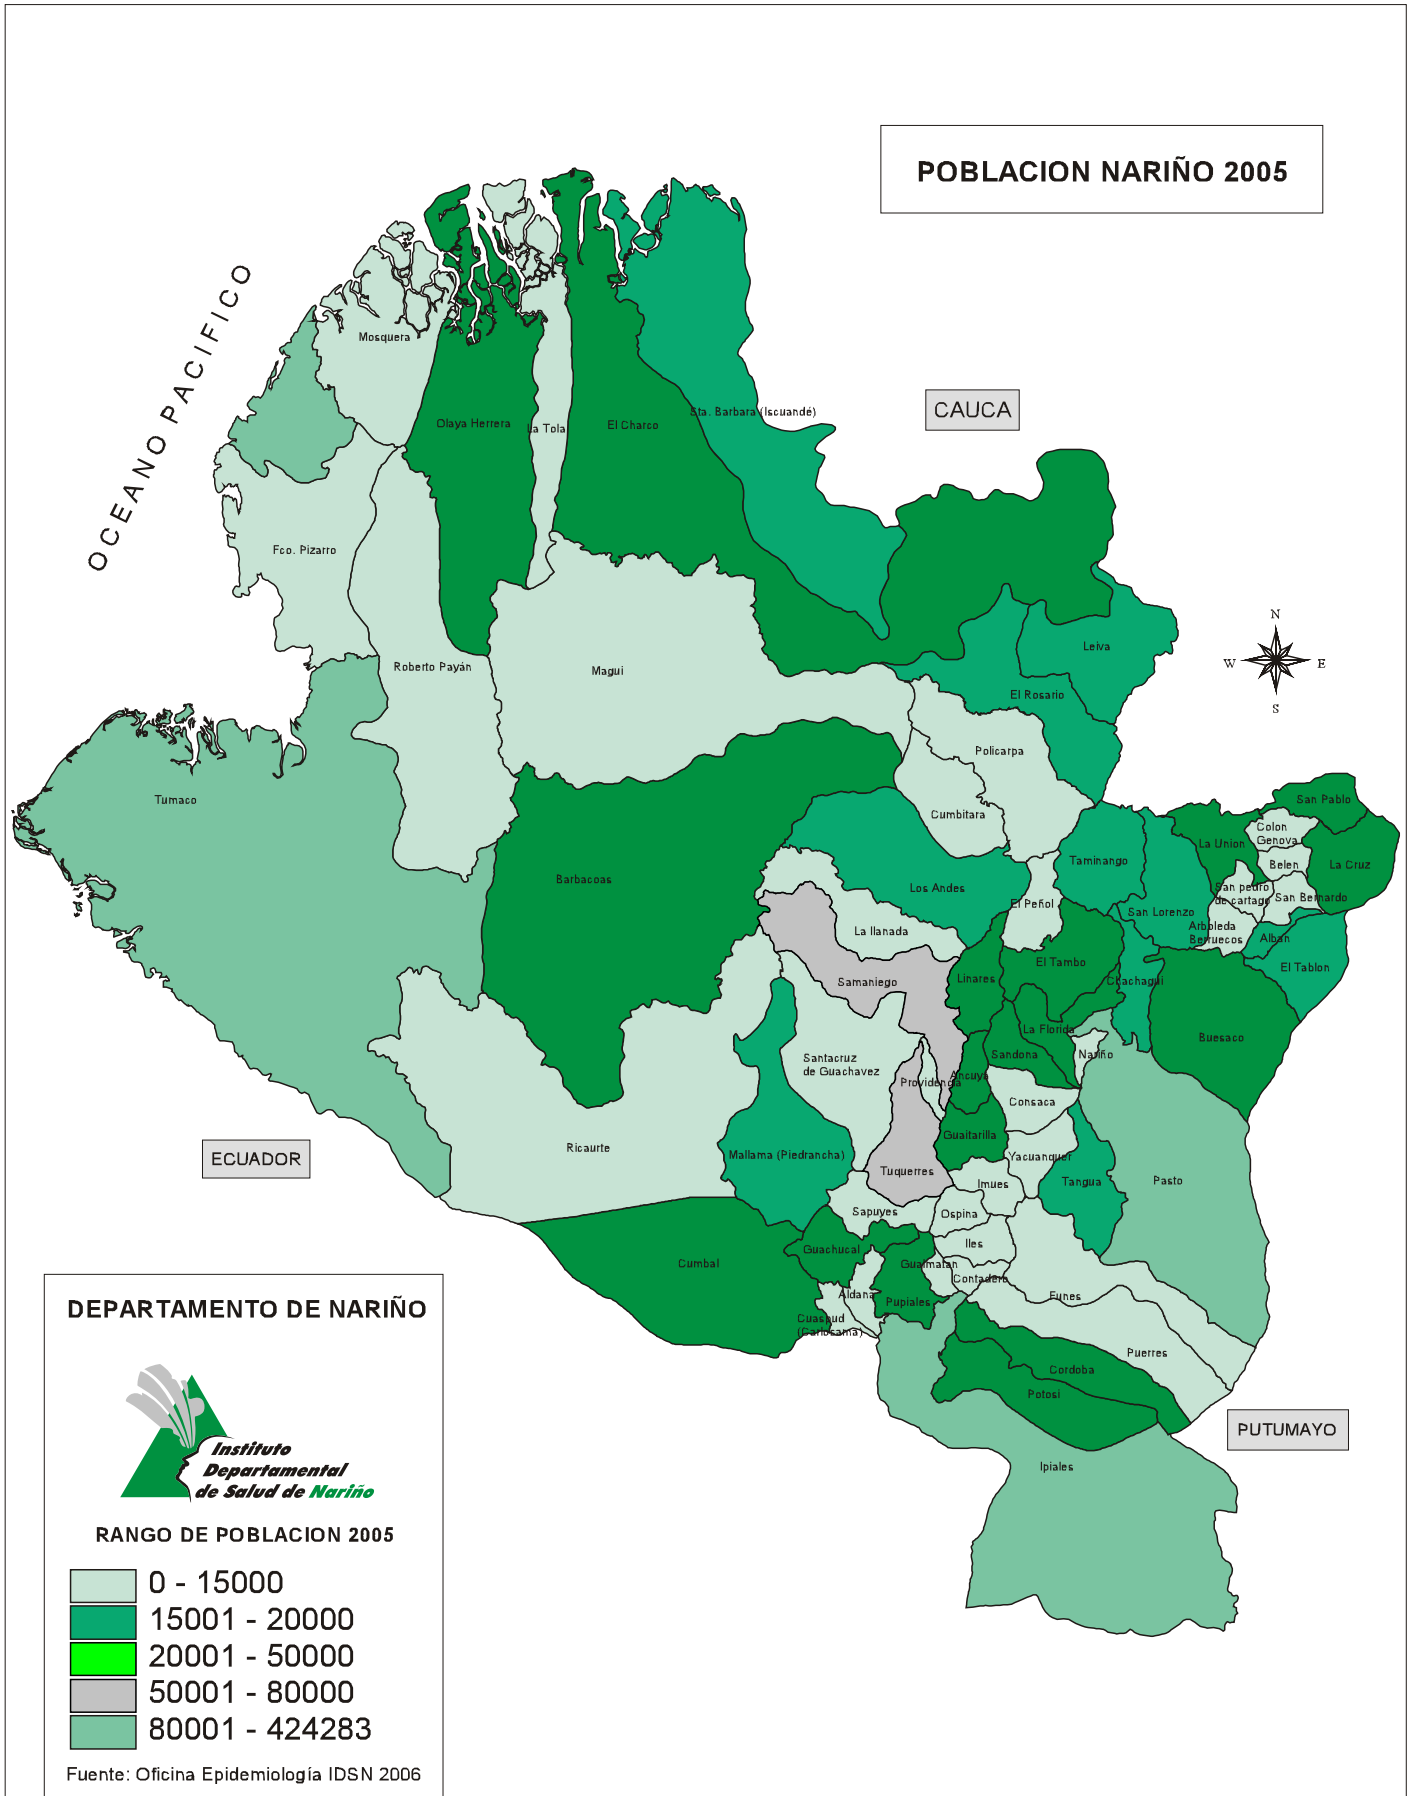 POBLACION NARIÑO 2005
OCEANO PACIFICO
Mosquera
Olaya Herrera
La Tola
El Charco
Sta. Barbara (Iscuandé)
CAUCA
Fco. Pizarro
Roberto Payán
Magui
Leiva
El Rosario
N
W
E
S
Policarpa
Cumbitara
Tumaco
Barbacoas
Los Andes
El Peñol
Taminango
San Lorenzo
La Union
San Pablo
Colon
Genova
Belen
La Cruz
San pedro
de cartago
San Bernardo
Arboleda
Berruecos
Alban
El Tablon
La llanada
Samaniego
Linares
El Tambo
Chachagui
La Florida
Sandona
Nariño
Buesaco
Santacruz
de Guachavez
Providencia
Ancuya
Consaca
Guaitarilla
Yacuanquer
ECUADOR
Ricaurte
Mallama (Piedrancha)
Tuquerres
Imues
Tangua
Pasto
Sapuyes
Ospina
Iles
Cumbal
Guachucal
Gualmatan
Contadero
Aldana
Pupiales
Funes
Cuaspud
(Carlosama)
Puerres
Cordoba
Potosi
PUTUMAYO
Ipiales
DEPARTAMENTO DE NARIÑO
Instituto
Departamental
de Salud de Nariño
RANGO DE POBLACION 2005
0 - 15000
15001 - 20000
20001 - 50000
50001 - 80000
80001 - 424283
Fuente: Oficina Epidemiología IDSN 2006